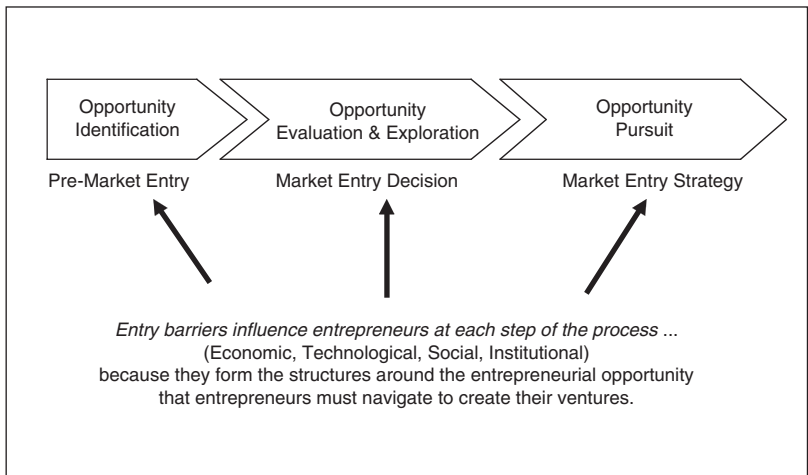 Opportunity
Identification
Opportunity
Evaluation & Exploration
Opportunity
Pursuit
Pre-Market Entry
Market Entry Decision
Market Entry Strategy
Entry barriers influence entrepreneurs at each step of the process ...
(Economic, Technological, Social, Institutional)
because they form the structures around the entrepreneurial opportunity
that entrepreneurs must navigate to create their ventures.